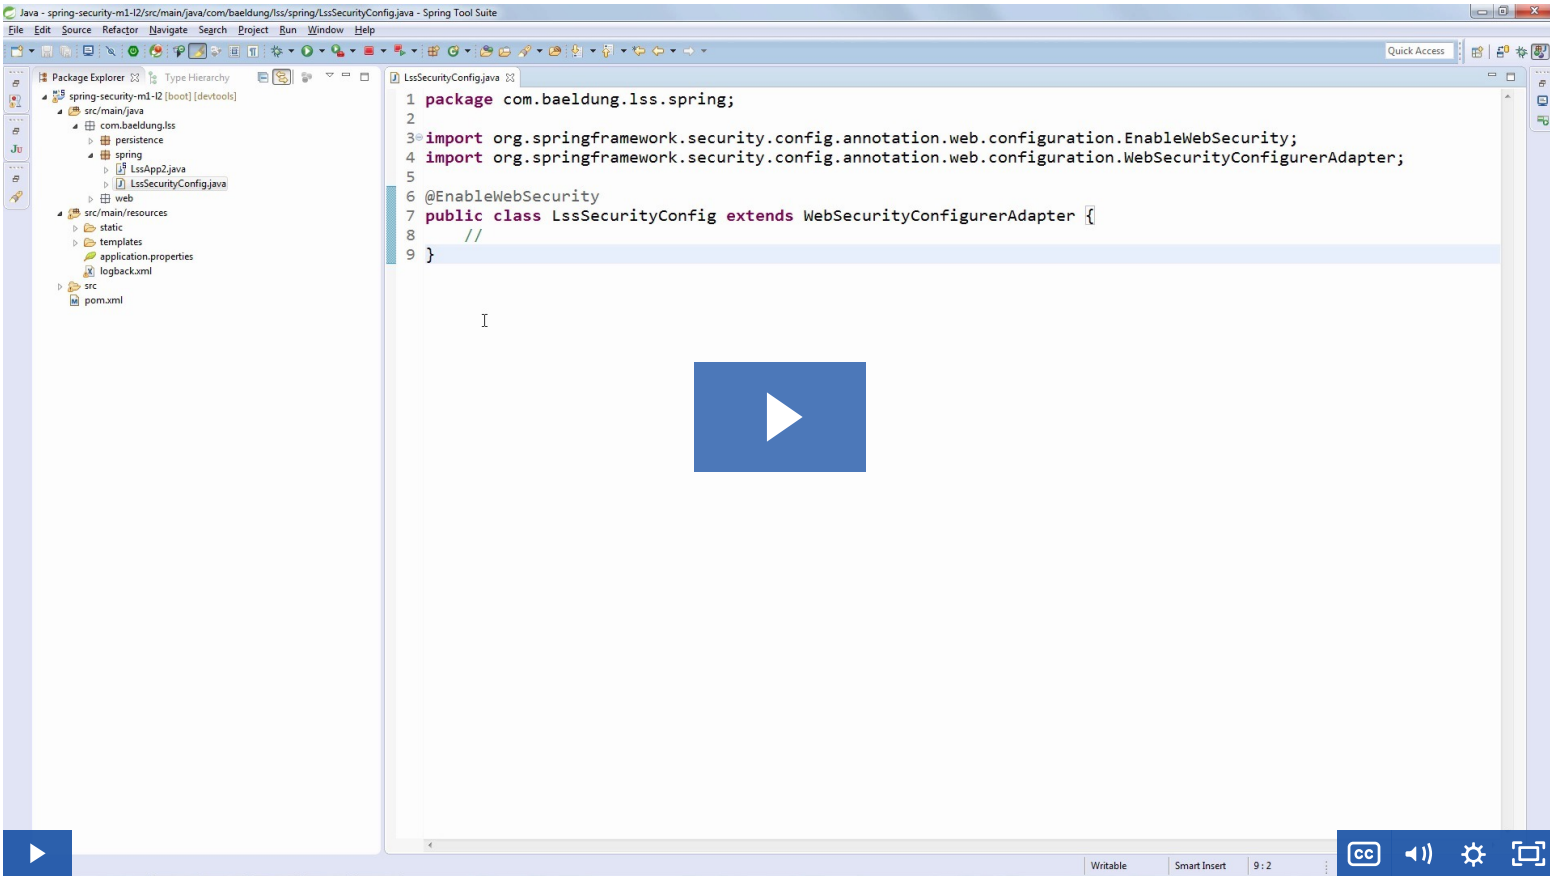 Java - spring-security-m1-l2/src/main/java/com/baeldung/lss/spring/LssSecurityConfig.java - Spring Tool Suite
File Edit Source Refactor Navigate Search Project Run Window Help
Quick Access
Package Explorer Type Hierarchy
spring-security-m1-l2 [boot] [devtools]
src/main/java
com.baeldung.lss
persistence
spring
LssApp2.java
LssSecurityConfig.java
web
src/main/resources
static
templates
application.properties
logback.xml
src
pom.xml
Ju
LssSecurityConfig.java
1 package com.baeldung.lss.spring;
2
3 import org.springframework.security.config.annotation.web.configuration.EnableWebSecurity;
4 import org.springframework.security.config.annotation.web.configuration.WebSecurityConfigurerAdapter;
5
6 @EnableWebSecurity
7 public class LssSecurityConfig extends WebSecurityConfigurerAdapter {
8     //
9 }
Writable Smart Insert 9 : 2
CC